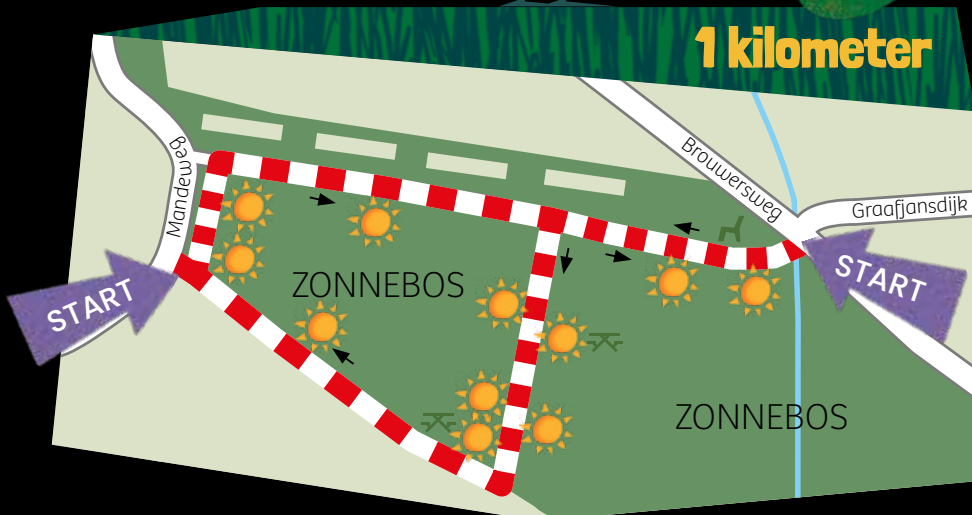 1 kilometer
Mandeweg
Brouwersweg
Graafjansdijk
START
ZONNEBOS
START
ZONNEBOS